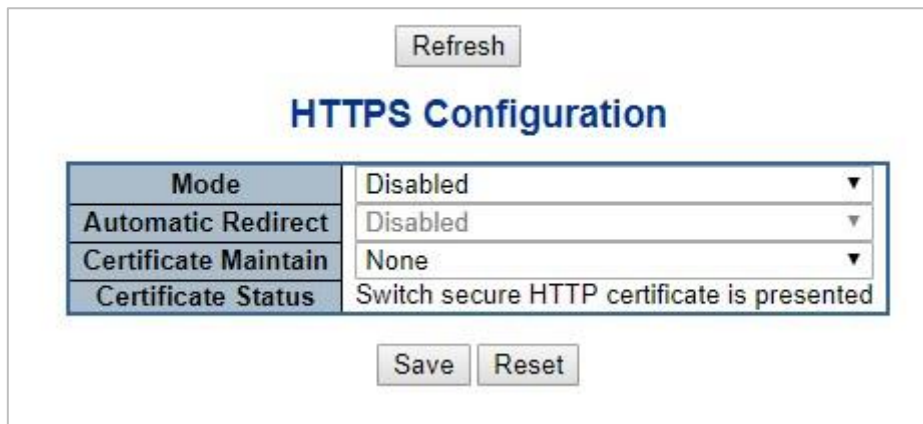 Refresh
HTTPS Configuration
Mode Disabled
Automatic Redirect Disabled
Certificate Maintain None
Certificate Status Switch secure HTTP certificate is presented
Save Reset